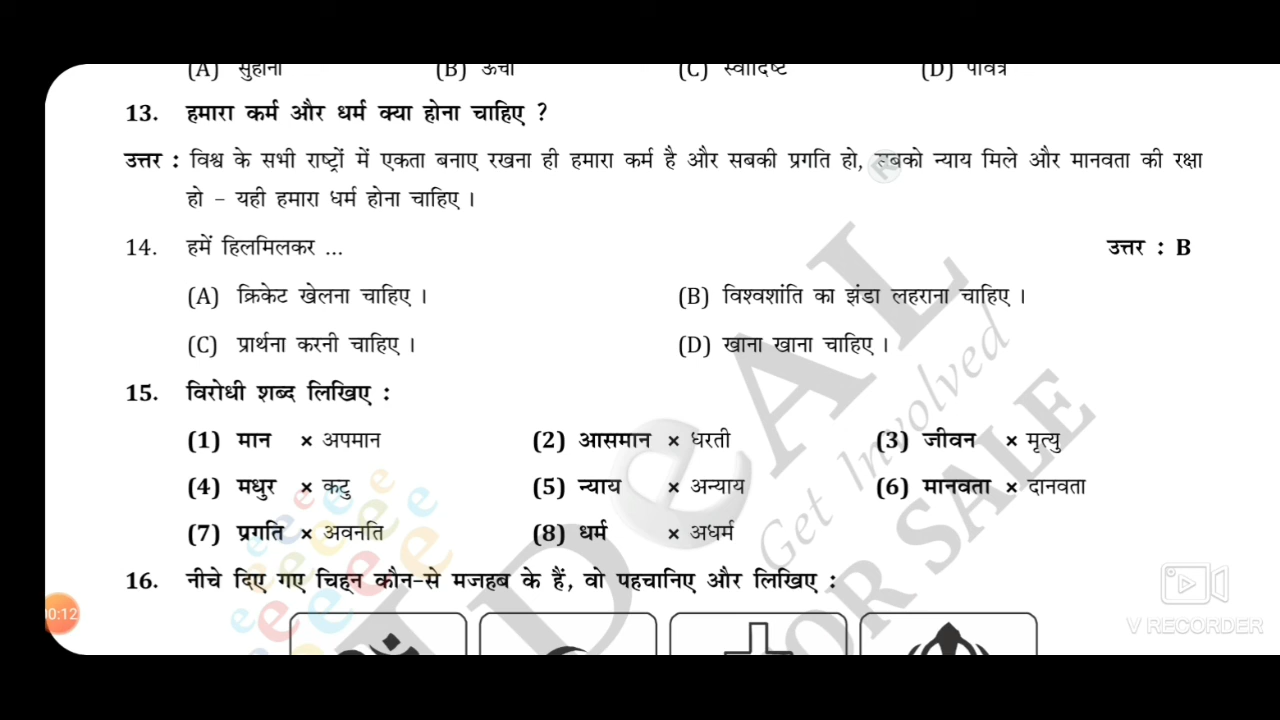 (A) सुहाना (B) ऊँचा (C) स्वादिष्ट (D) पवित्र
13. हमारा कर्म और धर्म क्या होना चाहिए ?
उत्तर : विश्व के सभी राष्ट्रों में एकता बनाए रखना ही हमारा कर्म है और सबकी प्रगति हो, सबको न्याय मिले और मानवता की रक्षा
हो - यही हमारा धर्म होना चाहिए ।
14. हमें हिलमिलकर ... उत्तर : B
(A) क्रिकेट खेलना चाहिए । (B) विश्वशांति का झंडा लहराना चाहिए ।
(C) प्रार्थना करनी चाहिए । (D) खाना खाना चाहिए ।
15. विरोधी शब्द लिखिए :
(1) मान × अपमान (2) आसमान × धरती (3) जीवन × मृत्यु
(4) मधुर × कटु (5) न्याय × अन्याय (6) मानवता × दानवता
(7) प्रगति × अवनति (8) धर्म × अधर्म
16. नीचे दिए गए चिह्न कौन-से मजहब के हैं, वो पहचानिए और लिखिए :
IDeAL
®
Get Involved
FOR SALE
00:12
V RECORDER